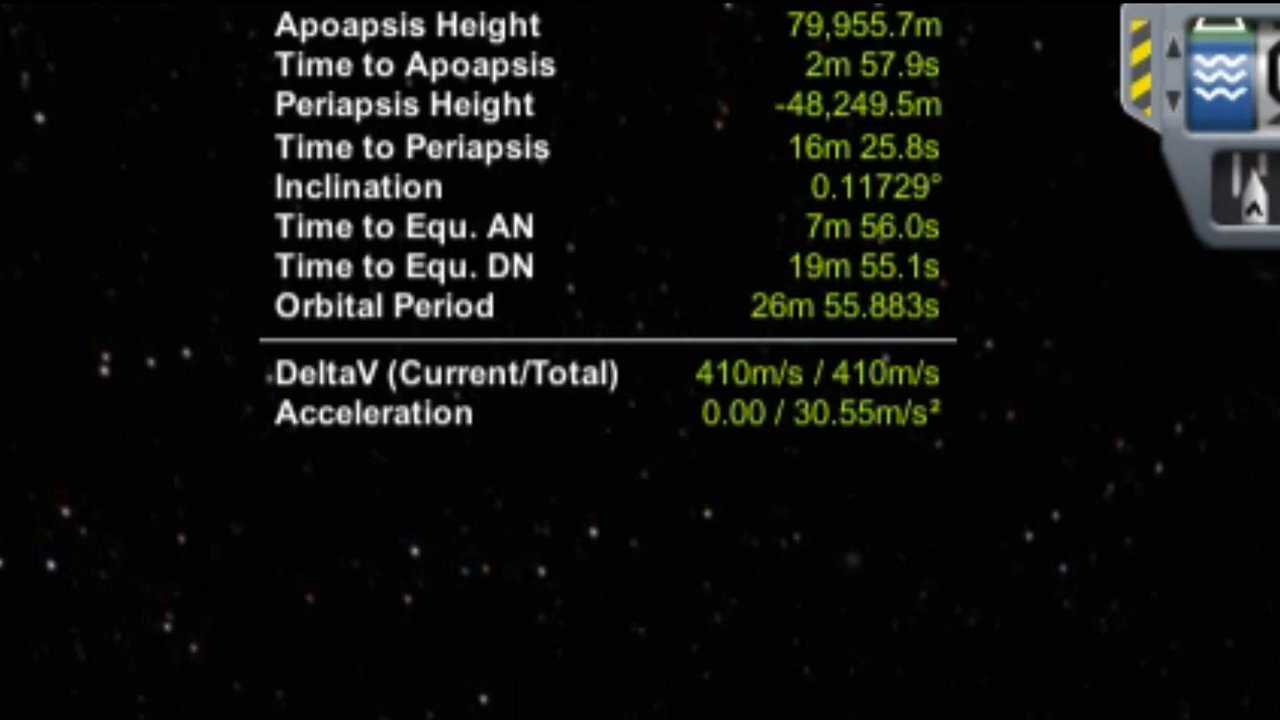 Apoapsis Height 79,955.7m
Time to Apoapsis 2m 57.9s
Periapsis Height -48,249.5m
Time to Periapsis 16m 25.8s
Inclination 0.11729°
Time to Equ. AN 7m 56.0s
Time to Equ. DN 19m 55.1s
Orbital Period 26m 55.883s
DeltaV (Current/Total) 410m/s / 410m/s
Acceleration 0.00 / 30.55m/s²